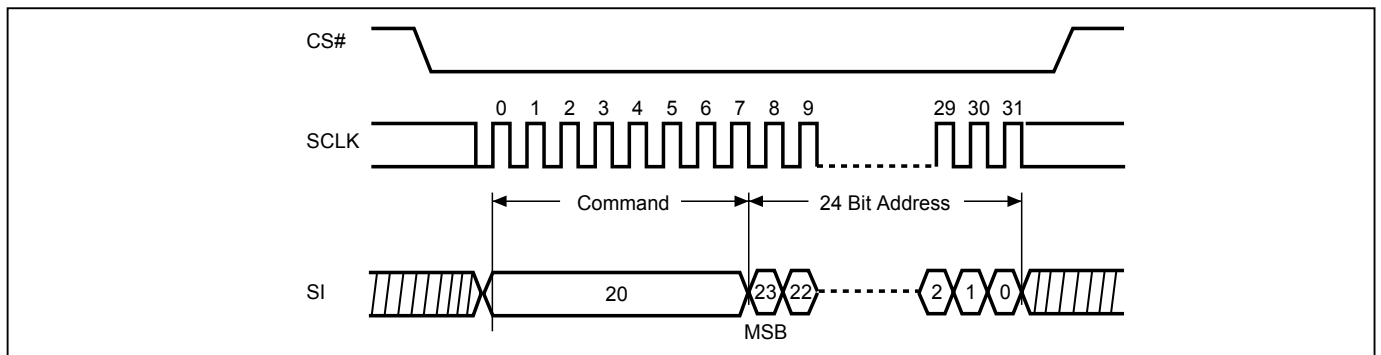 CS#
0 1 2 3 4 5 6 7 8 9 29 30 31
SCLK
Command 24 Bit Address
SI 20 23 22 2 1 0
MSB